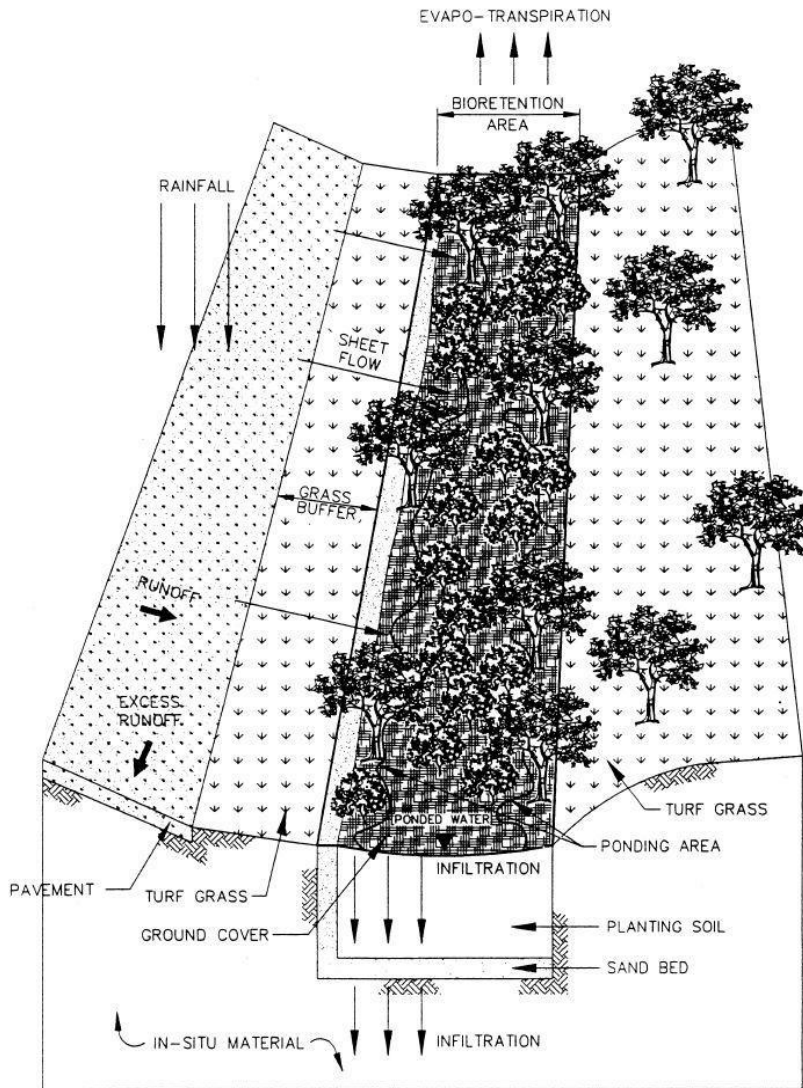 EVAPO-TRANSPIRATION
BIORETENTION
AREA
RAINFALL
SHEET
FLOW
GRASS
BUFFER
RUNOFF
EXCESS
RUNOFF
PONDED WATER
TURF GRASS
PONDING AREA
INFILTRATION
PAVEMENT
TURF GRASS
GROUND COVER
PLANTING SOIL
SAND BED
IN-SITU MATERIAL
INFILTRATION